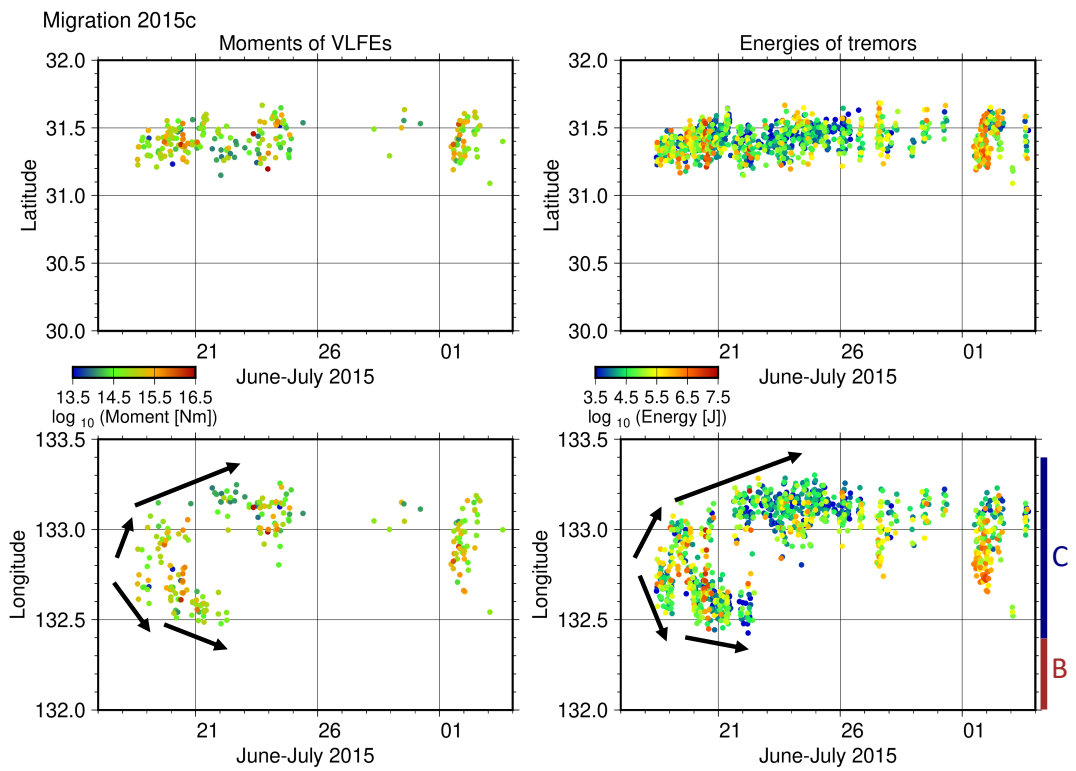 Migration 2015c
Moments of VLFEs
Energies of tremors
32.0
31.5
31.0
30.5
30.0
Latitude
21
26
01
June-July 2015
32.0
31.5
31.0
30.5
30.0
Latitude
21
26
01
June-July 2015
13.5 14.5 15.5 16.5
log 10 (Moment [Nm])
3.5 4.5 5.5 6.5 7.5
log 10 (Energy [J])
133.5
133.0
132.5
132.0
Longitude
21
26
01
June-July 2015
133.5
133.0
132.5
132.0
Longitude
21
26
01
June-July 2015
C
B